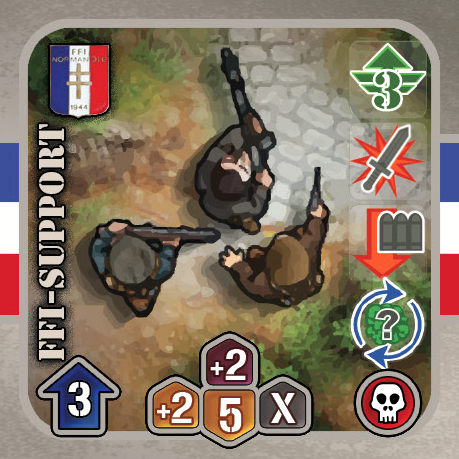 FFI
NORMANDIE
1944
FFI-SUPPORT
3
?
3
+2
+2
5
X